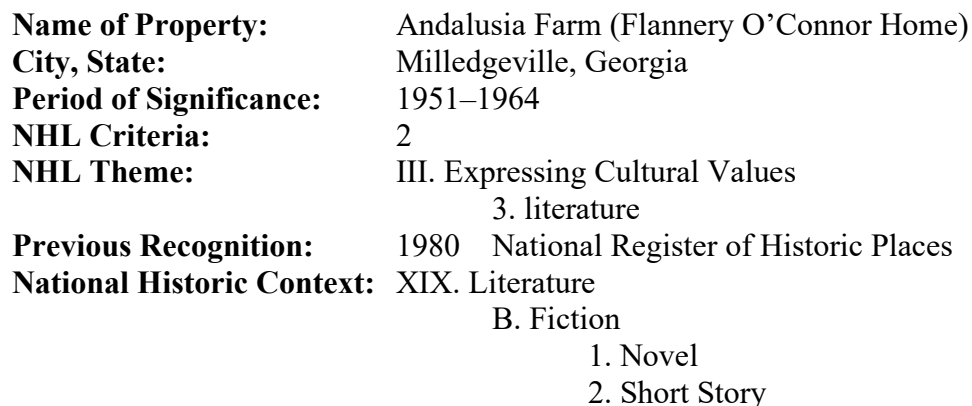 Name of Property: Andalusia Farm (Flannery O’Connor Home)
City, State: Milledgeville, Georgia
Period of Significance: 1951–1964
NHL Criteria: 2
NHL Theme: III. Expressing Cultural Values
3. literature
Previous Recognition: 1980 National Register of Historic Places
National Historic Context: XIX. Literature
B. Fiction
1. Novel
2. Short Story